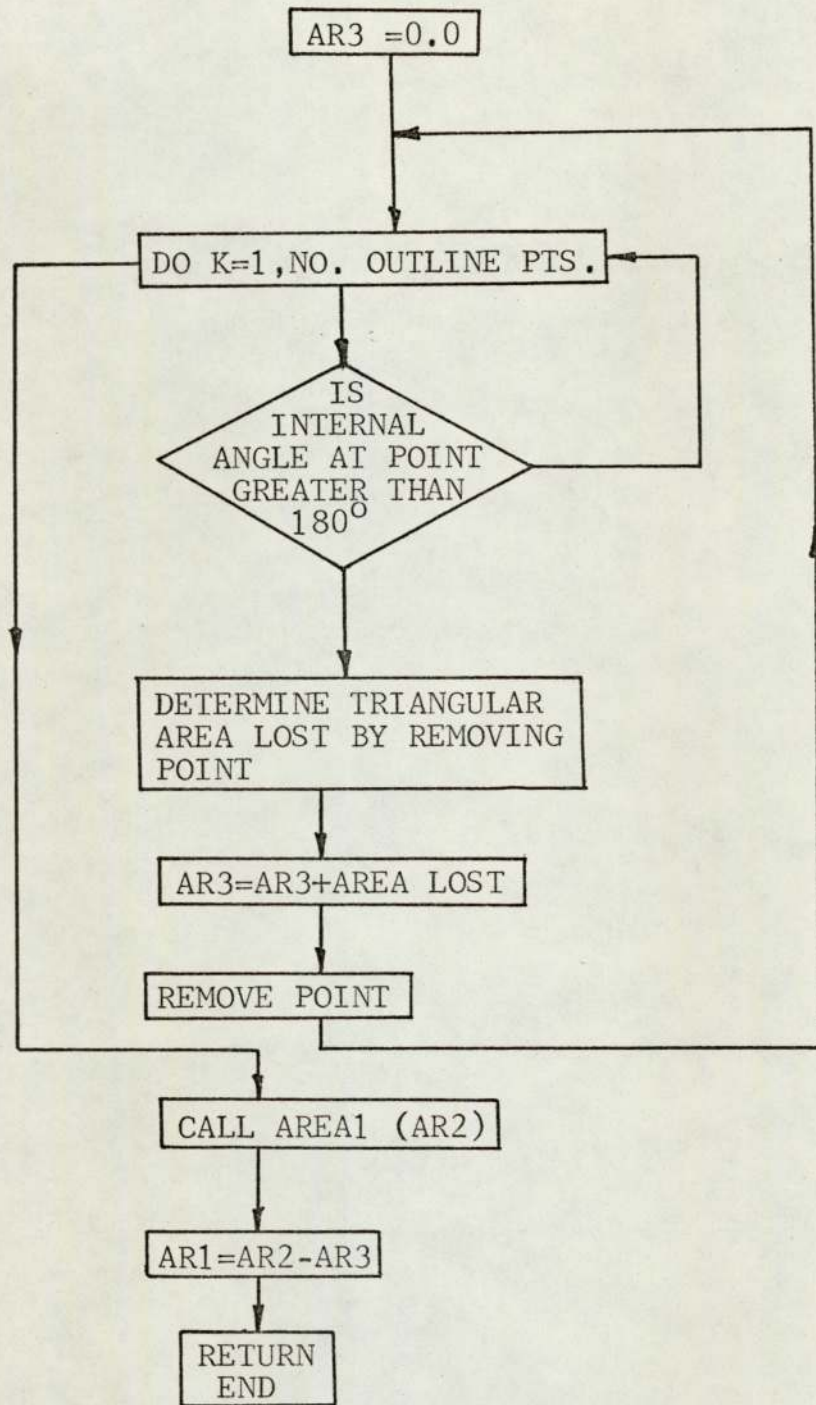 AR3 =0.0
DO K=1,NO. OUTLINE PTS.
IS
INTERNAL
ANGLE AT POINT
GREATER THAN
180°
DETERMINE TRIANGULAR
AREA LOST BY REMOVING
POINT
AR3=AR3+AREA LOST
REMOVE POINT
CALL AREA1 (AR2)
AR1=AR2-AR3
RETURN
END